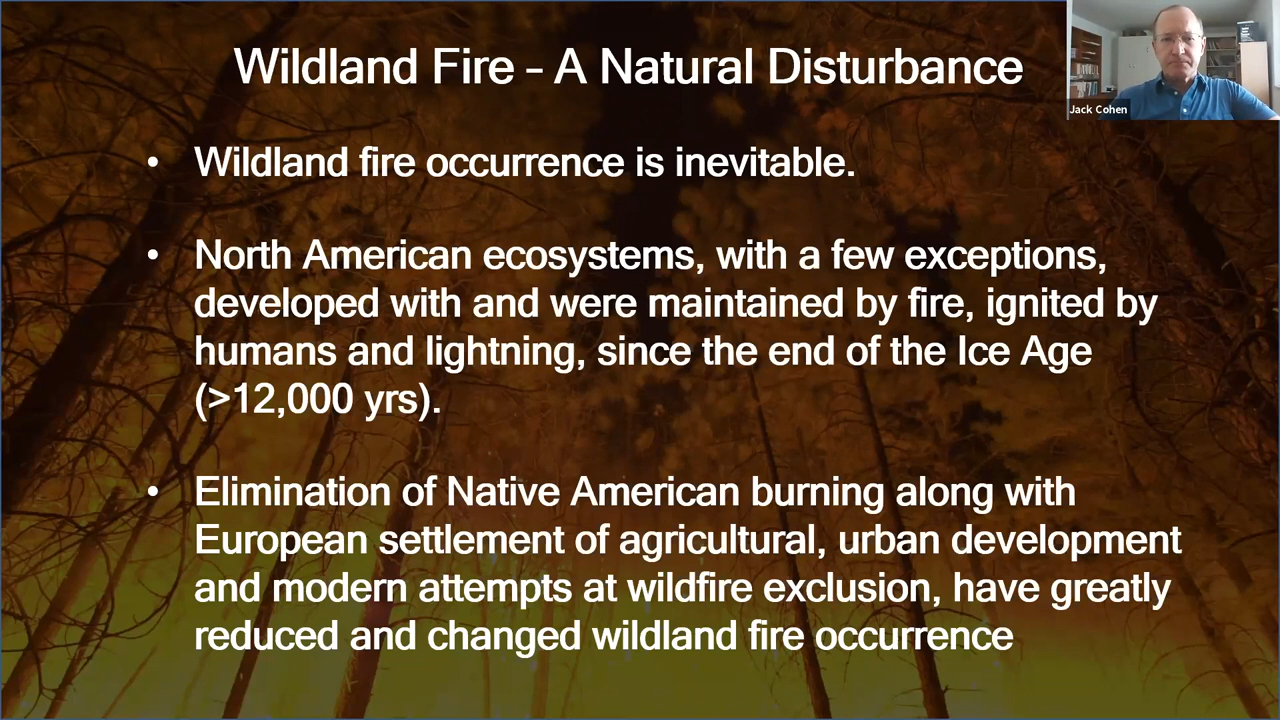 Wildland Fire – A Natural Disturbance
Jack Cohen
• Wildland fire occurrence is inevitable.
• North American ecosystems, with a few exceptions,
developed with and were maintained by fire, ignited by
humans and lightning, since the end of the Ice Age
(>12,000 yrs).
• Elimination of Native American burning along with
European settlement of agricultural, urban development
and modern attempts at wildfire exclusion, have greatly
reduced and changed wildland fire occurrence